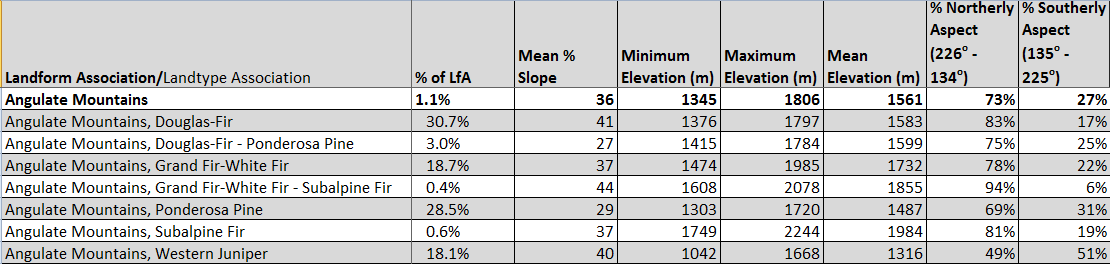 Landform Association/Landtype Association | % of LfA | Mean % Slope | Minimum Elevation (m) | Maximum Elevation (m) | Mean Elevation (m) | % Northerly Aspect (226° - 134°) | % Southerly Aspect (135° - 225°)
Angulate Mountains | 1.1% | 36 | 1345 | 1806 | 1561 | 73% | 27%
Angulate Mountains, Douglas-Fir | 30.7% | 41 | 1376 | 1797 | 1583 | 83% | 17%
Angulate Mountains, Douglas-Fir - Ponderosa Pine | 3.0% | 27 | 1415 | 1784 | 1599 | 75% | 25%
Angulate Mountains, Grand Fir-White Fir | 18.7% | 37 | 1474 | 1985 | 1732 | 78% | 22%
Angulate Mountains, Grand Fir-White Fir - Subalpine Fir | 0.4% | 44 | 1608 | 2078 | 1855 | 94% | 6%
Angulate Mountains, Ponderosa Pine | 28.5% | 29 | 1303 | 1720 | 1487 | 69% | 31%
Angulate Mountains, Subalpine Fir | 0.6% | 37 | 1749 | 2244 | 1984 | 81% | 19%
Angulate Mountains, Western Juniper | 18.1% | 40 | 1042 | 1668 | 1316 | 49% | 51%